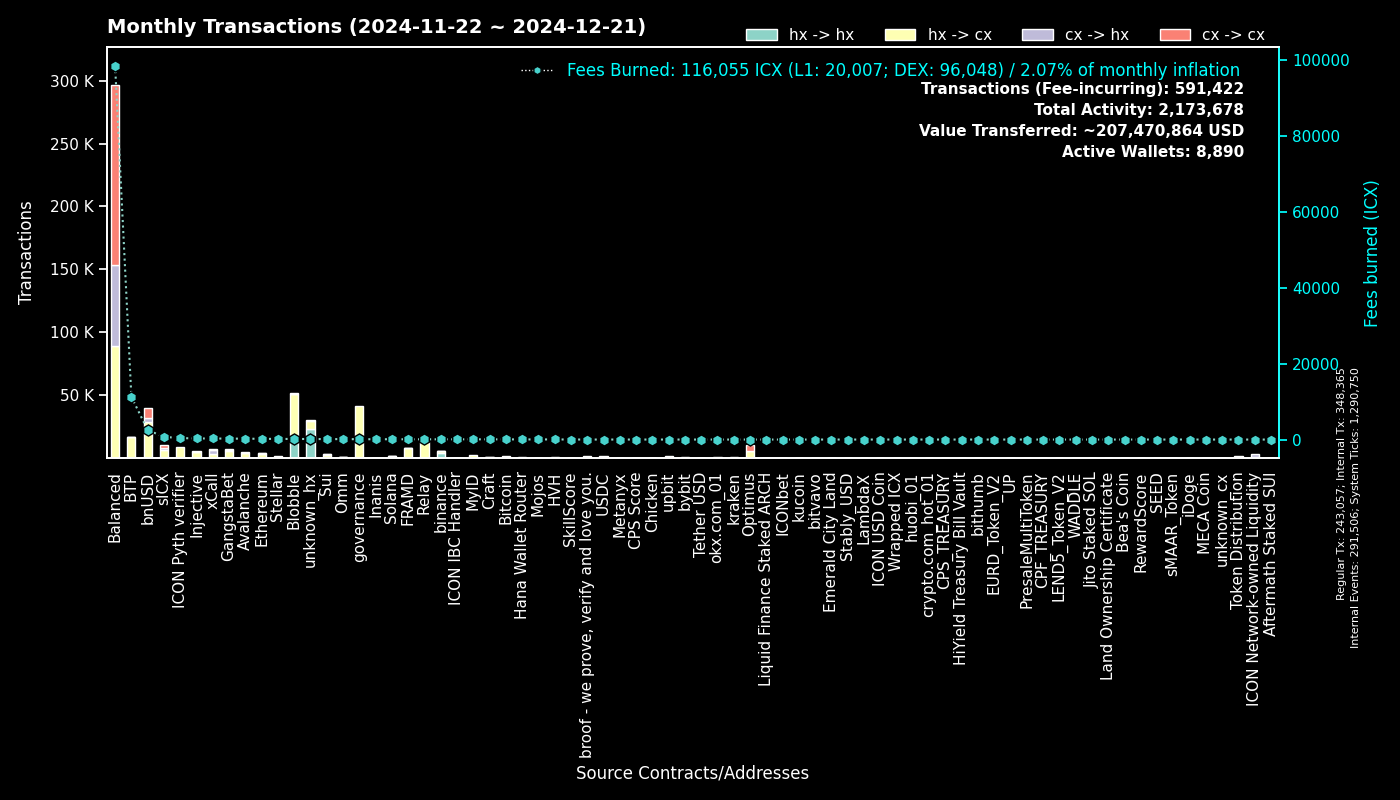 Monthly Transactions (2024-11-22 ~ 2024-12-21)
hx -> hx
hx -> cx
cx -> hx
cx -> cx
Fees Burned: 116,055 ICX (L1: 20,007; DEX: 96,048) / 2.07% of monthly inflation
Transactions (Fee-incurring): 591,422
Total Activity: 2,173,678
Value Transferred: ~207,470,864 USD
Active Wallets: 8,890
Transactions
300 K
250 K
200 K
150 K
100 K
50 K
100000
80000
60000
40000
20000
0
Fees burned (ICX)
Regular Tx: 243,057; Internal Tx: 348,365
Internal Events: 291,506; System Ticks: 1,290,750
Balanced
BTP
bnUSD
sICX
ICON Pyth verifier
Injective
xCall
GangstaBet
Avalanche
Ethereum
Stellar
Blobble
unknown_hx
Sui
Omm
governance
Inanis
Solana
FRAMD
Relay
binance
ICON IBC Handler
MyID
Craft
Bitcoin
Hana Wallet Router
Mojos
HVH
SkillScore
broof - we prove, verify and love you.
USDC
Metanyx
CPS Score
Chicken
upbit
bybit
Tether_USD
okx.com_01
kraken
Optimus
Liquid Finance Staked ARCH
ICONbet
kucoin
bitvavo
Emerald City Land
Stably_USD
LambdaX
ICON_USD_Coin
Wrapped ICX
huobi_01
crypto.com_hot_01
CPS_TREASURY
HiYield Treasury Bill Vault
bithumb
EURD_Token_V2
_UP
PresaleMultiToken
CPF_TREASURY
LEND5_Token_V2
WADDLE
Jito Staked SOL
Land Ownership Certificate
Bea's Coin
RewardScore
SEED
sMAAR_Token
iDoge
MECA Coin
unknown_cx
Token Distribution
ICON Network-owned Liquidity
Aftermath Staked SUI
Source Contracts/Addresses